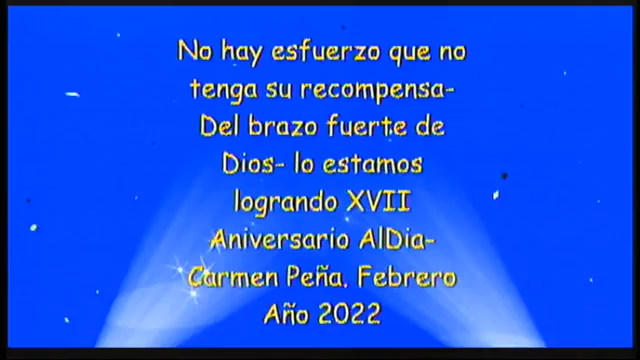 No hay esfuerzo que no
tenga su recompensa-
Del brazo fuerte de
Dios- lo estamos
logrando XVII
Aniversario AlDia-
Carmen Peña. Febrero
Año 2022